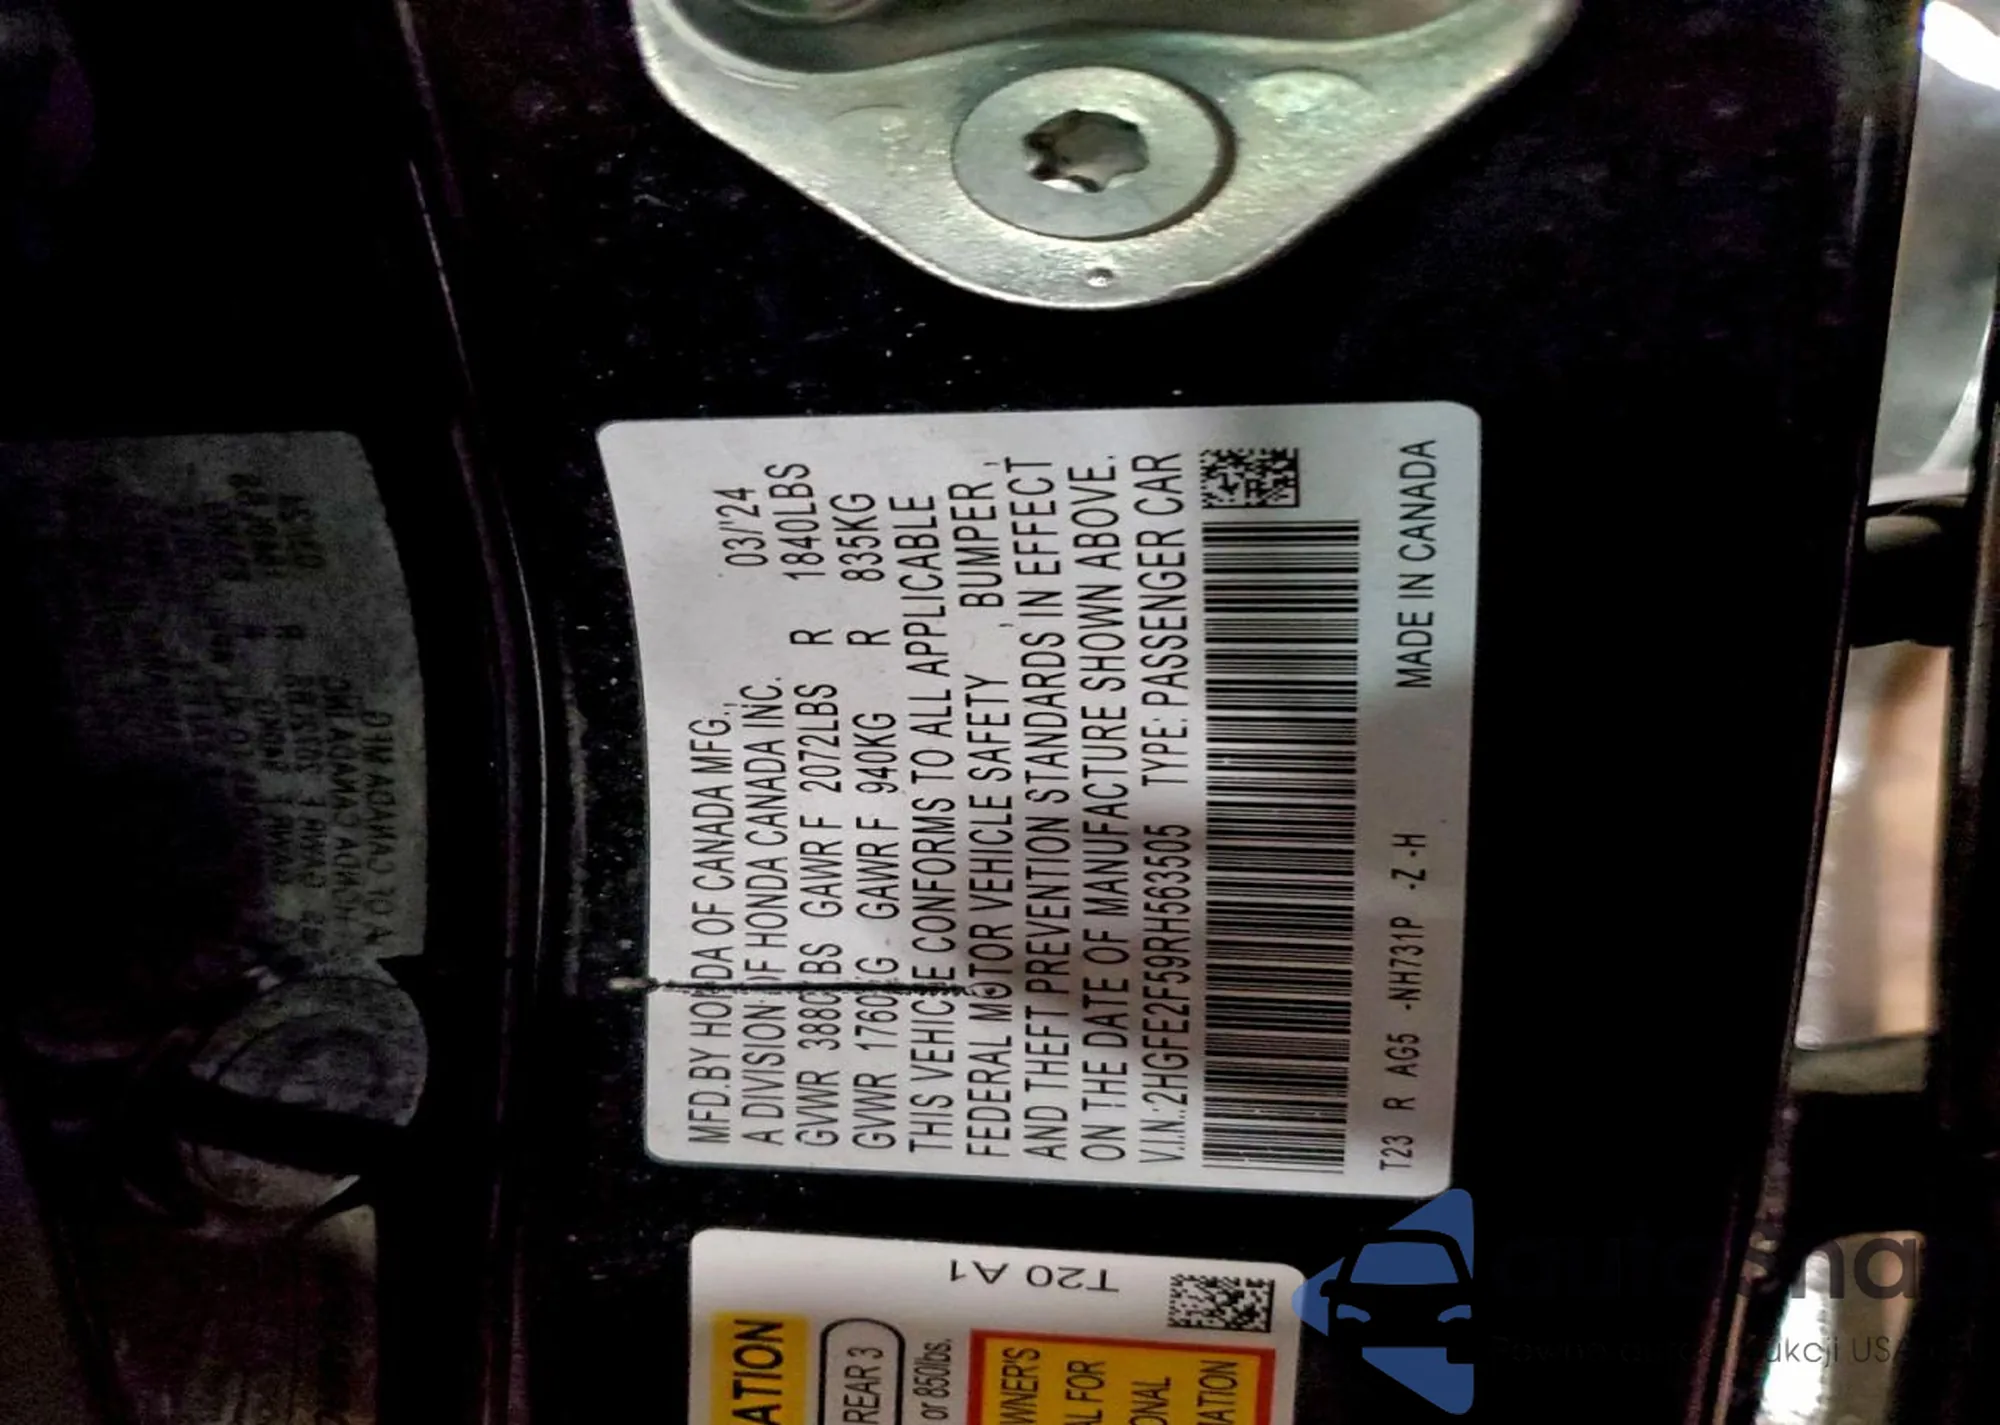 MFD.BY HONDA OF CANADA MFG., 03/'24
A DIVISION OF HONDA CANADA INC.
GVWR 3880LBS GAWR F 2072LBS R 1840LBS
GVWR 1760KG GAWR F 940KG R 835KG
THIS VEHICLE CONFORMS TO ALL APPLICABLE
FEDERAL MOTOR VEHICLE SAFETY , BUMPER ,
AND THEFT PREVENTION STANDARDS IN EFFECT
ON THE DATE OF MANUFACTURE SHOWN ABOVE.
V.I.N.:2HGFE2F59RH563505 TYPE: PASSENGER CAR
T23 R AG5 -NH731P -Z -H MADE IN CANADA
T20 A1
REAR 3
or 850lbs.
USA